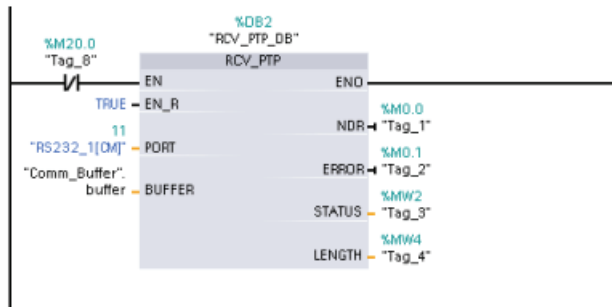 %DB2
"RCV_PTP_DB"
%M20.0
"Tag_8"
RCV_PTP
EN
ENO
TRUE
EN_R
%M0.0
NDR
"Tag_1"
11
"RS232_1[CM]"
PORT
%M0.1
ERROR
"Tag_2"
"Comm_Buffer".
buffer
BUFFER
%MW2
STATUS
"Tag_3"
%MW4
LENGTH
"Tag_4"